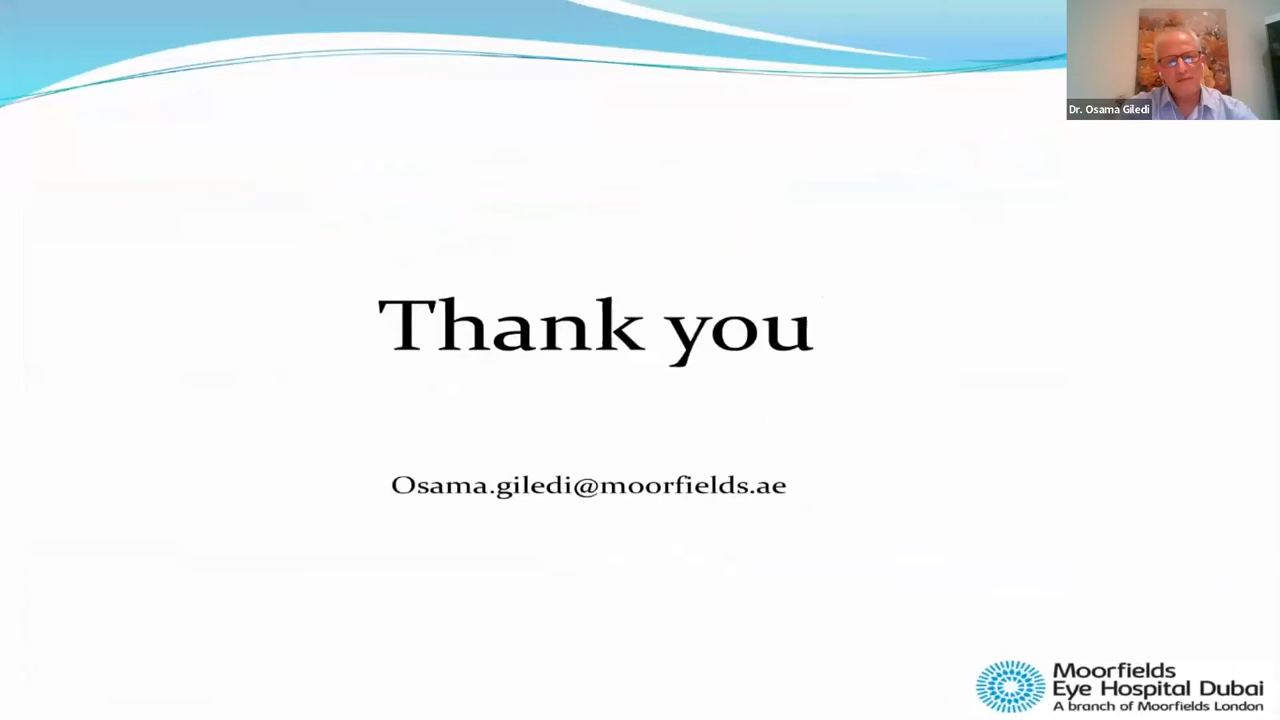 Dr. Osama Giledi
Thank you
Osama.giledi@moorfields.ae
Moorfields
Eye Hospital Dubai
A branch of Moorfields London